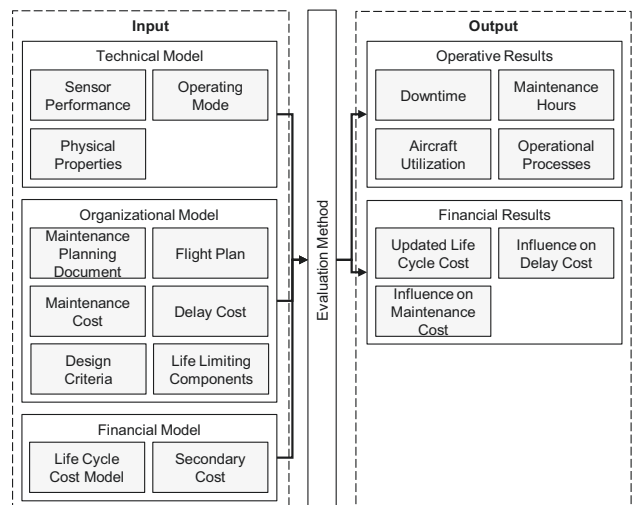 Input
Technical Model
Sensor
Performance
Operating
Mode
Physical
Properties
Organizational Model
Maintenance
Planning
Document
Flight Plan
Maintenance
Cost
Delay Cost
Design
Criteria
Life Limiting
Components
Financial Model
Life Cycle
Cost Model
Secondary
Cost
Evaluation Method
Output
Operative Results
Downtime
Maintenance
Hours
Aircraft
Utilization
Operational
Processes
Financial Results
Updated Life
Cycle Cost
Influence on
Delay Cost
Influence on
Maintenance
Cost